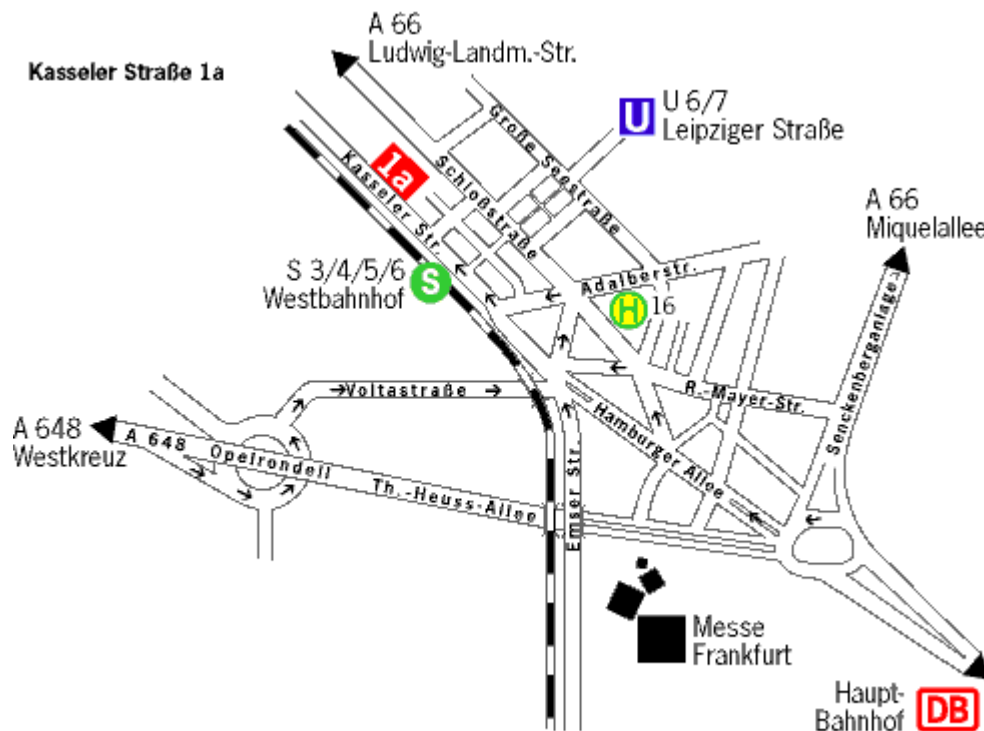 A 66
Ludwig-Landm.-Str.
Kasseler Straße 1a
U
U 6/7
Leipziger Straße
Große Seestraße
1a
Kasseler Str.
Schloßstraße
A 66
Miquelallee
S 3/4/5/6
Westbahnhof
S
Adalberstr.
H
16
Senckenberganlage
Voltastraße
R.-Mayer-Str.
Hamburger Allee
A 648
Westkreuz
A 648
Opelrondell
Th.-Heuss-Allee
Emser Str.
Messe
Frankfurt
Haupt-
Bahnhof
DB